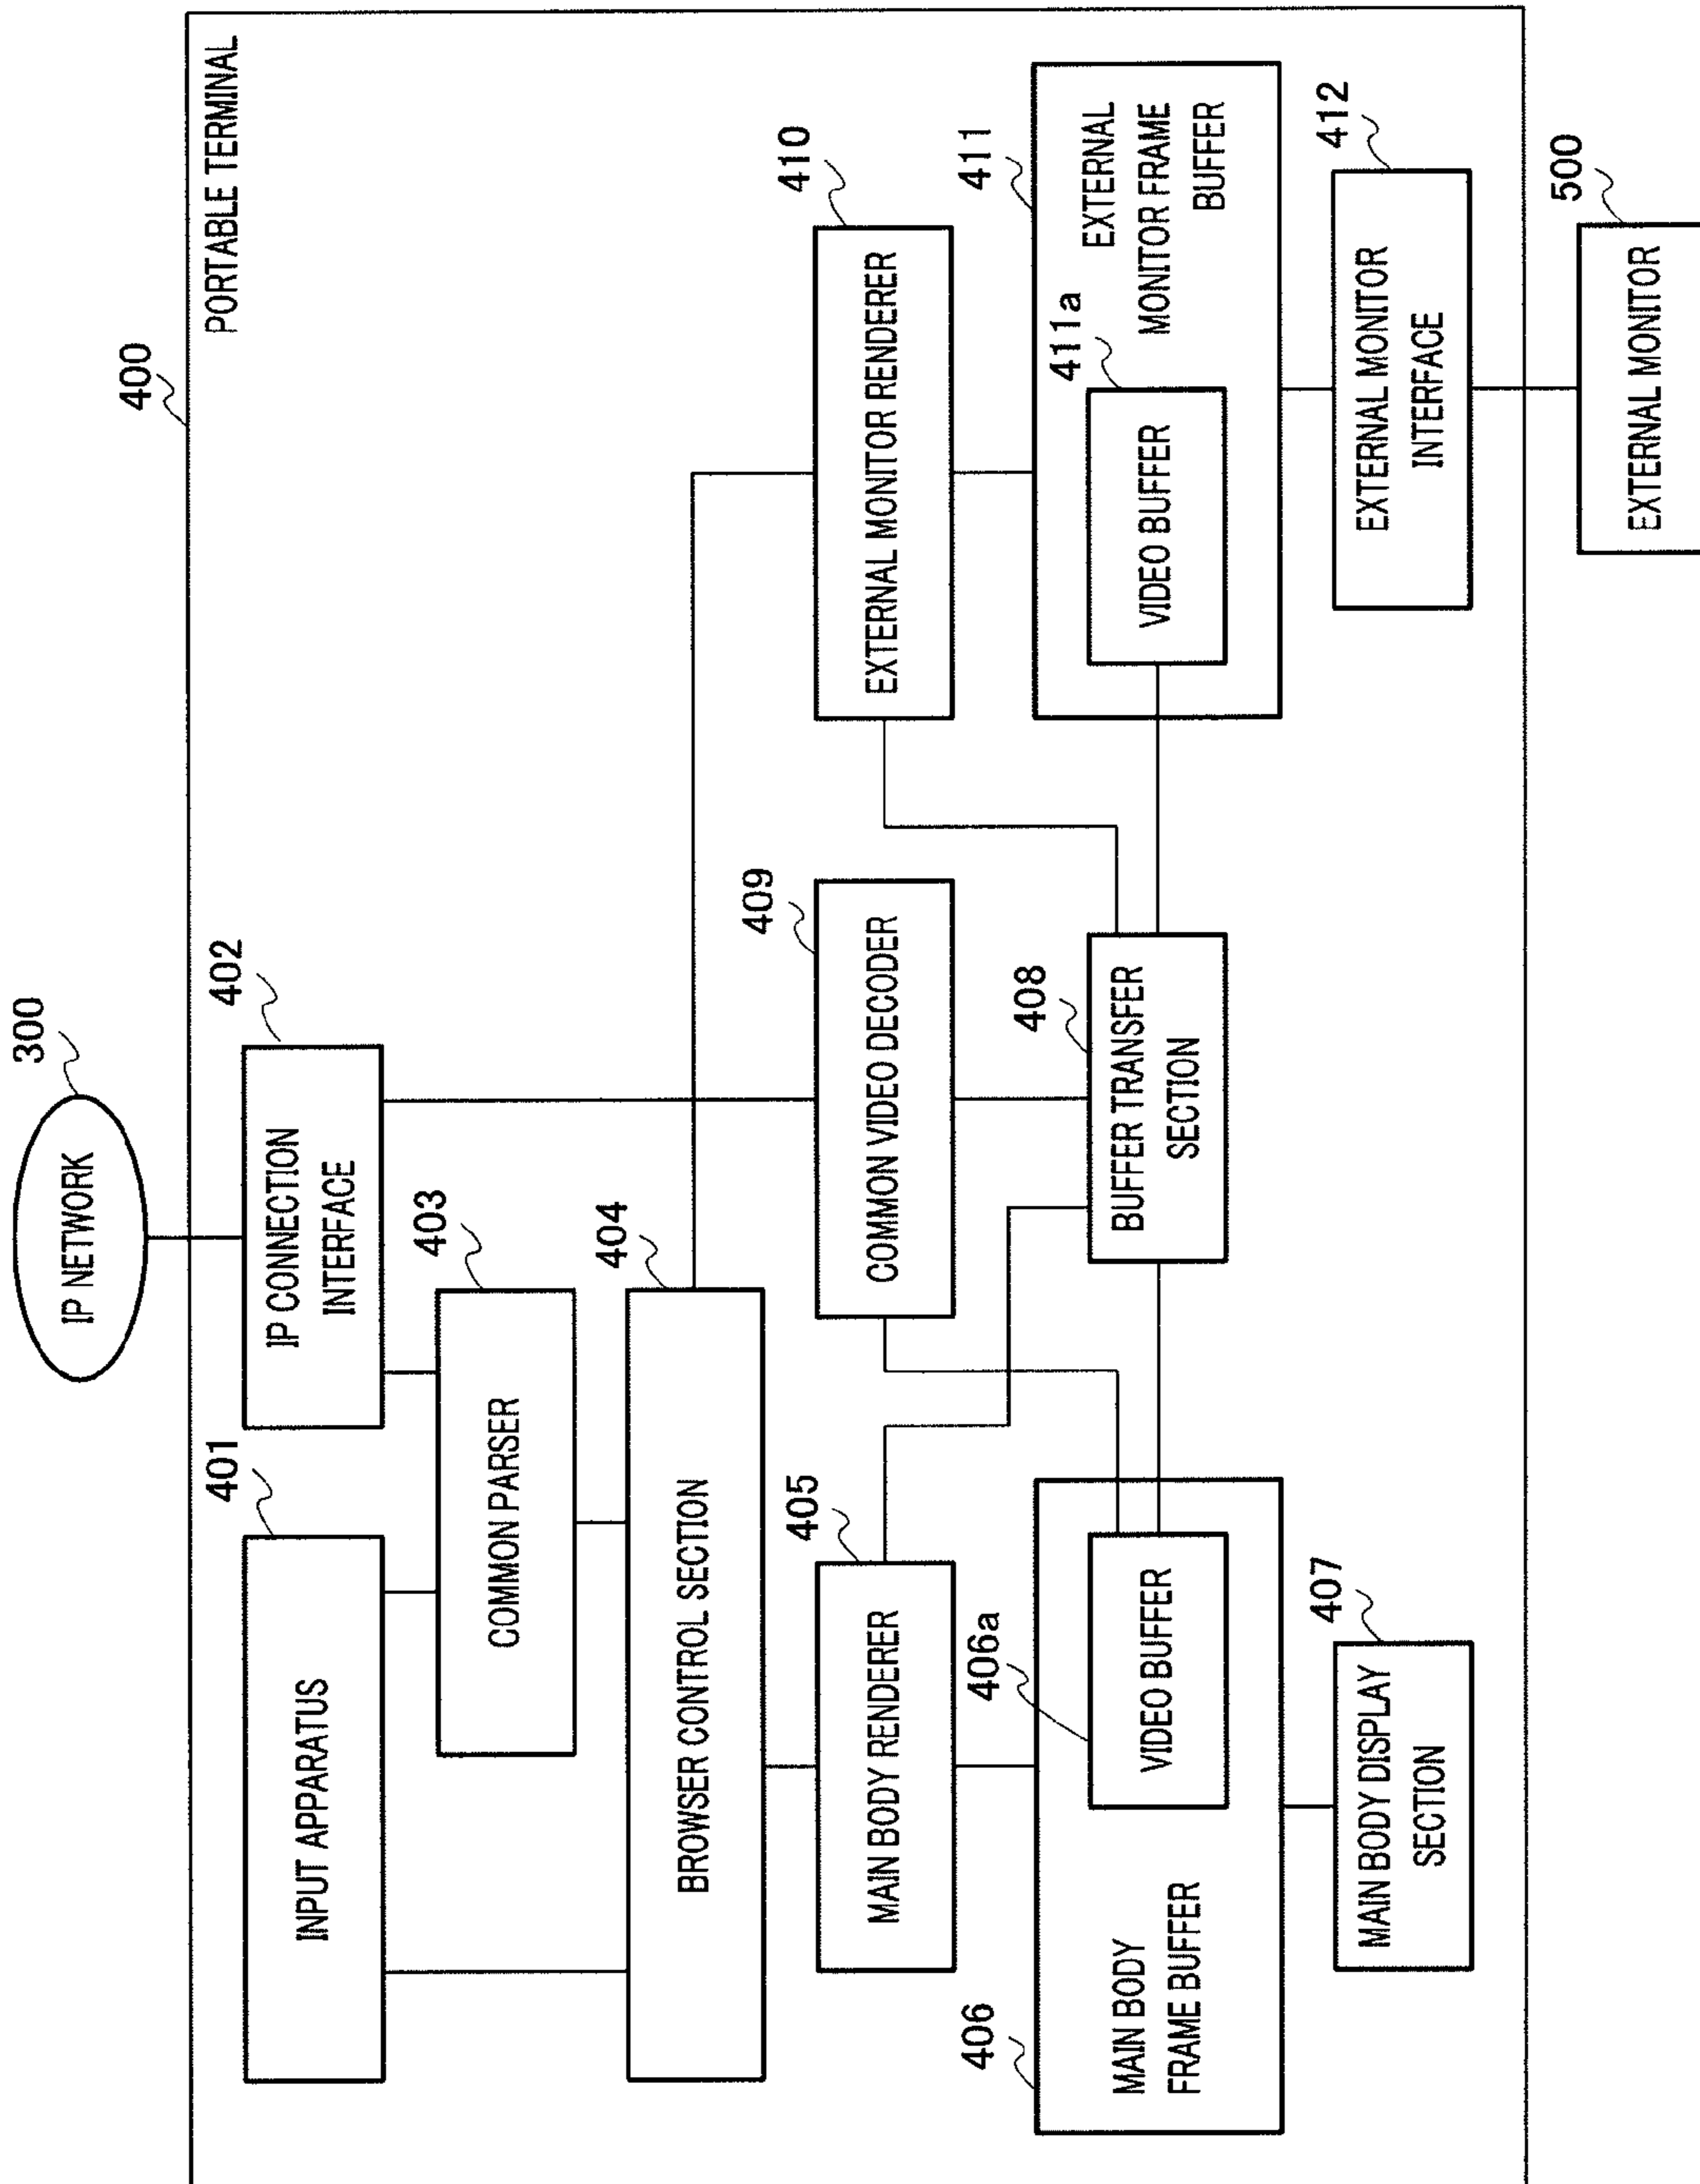 300
IP NETWORK
400
PORTABLE TERMINAL
401
INPUT APPARATUS
402
IP CONNECTION
INTERFACE
403
COMMON PARSER
404
BROWSER CONTROL SECTION
405
MAIN BODY RENDERER
409
COMMON VIDEO DECODER
410
EXTERNAL MONITOR RENDERER
406
MAIN BODY
FRAME BUFFER
406a
VIDEO BUFFER
408
BUFFER TRANSFER
SECTION
411a
VIDEO BUFFER
411
EXTERNAL
MONITOR FRAME
BUFFER
407
MAIN BODY DISPLAY
SECTION
412
EXTERNAL MONITOR
INTERFACE
500
EXTERNAL MONITOR